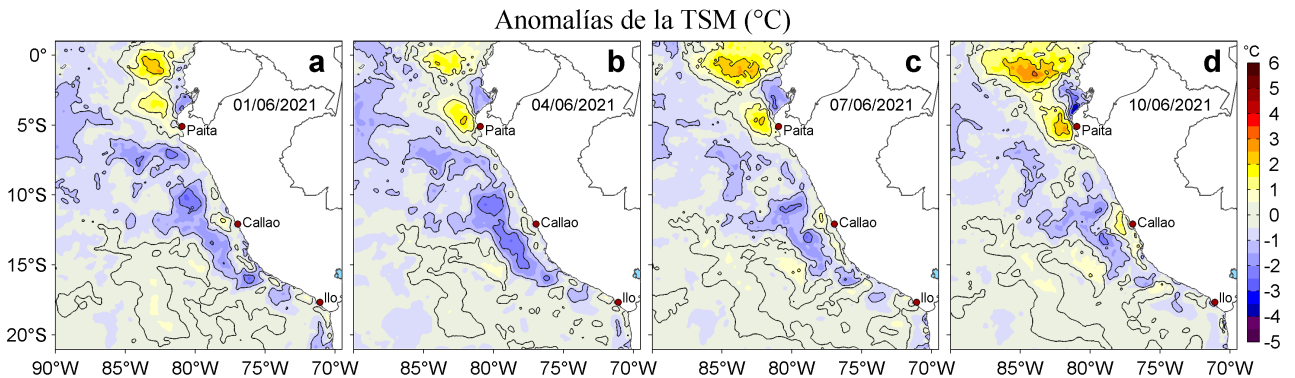 Anomalías de la TSM (°C)
a
b
c
d
01/06/2021
04/06/2021
07/06/2021
10/06/2021
Paita
Paita
Paita
Paita
Callao
Callao
Callao
Callao
Ilo
Ilo
Ilo
Ilo
0°
5°S
10°S
15°S
20°S
90°W 85°W 80°W 75°W 70°W
85°W 80°W 75°W 70°W
85°W 80°W 75°W 70°W
85°W 80°W 75°W 70°W
°C
6
5
4
3
2
1
0
-1
-2
-3
-4
-5